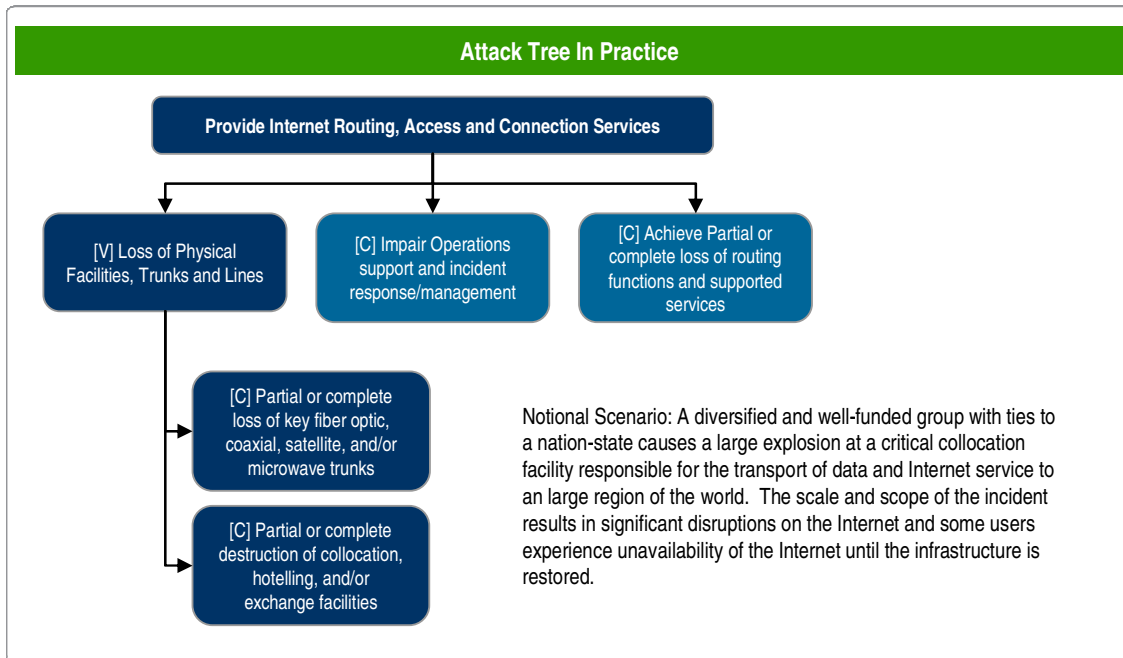 Attack Tree In Practice
Provide Internet Routing, Access and Connection Services
[V] Loss of Physical
Facilities, Trunks and Lines
[C] Impair Operations
support and incident
response/management
[C] Achieve Partial or
complete loss of routing
functions and supported
services
[C] Partial or complete
loss of key fiber optic,
coaxial, satellite, and/or
microwave trunks
[C] Partial or complete
destruction of collocation,
hotelling, and/or
exchange facilities
Notional Scenario: A diversified and well-funded group with ties to
a nation-state causes a large explosion at a critical collocation
facility responsible for the transport of data and Internet service to
an large region of the world.  The scale and scope of the incident
results in significant disruptions on the Internet and some users
experience unavailability of the Internet until the infrastructure is
restored.